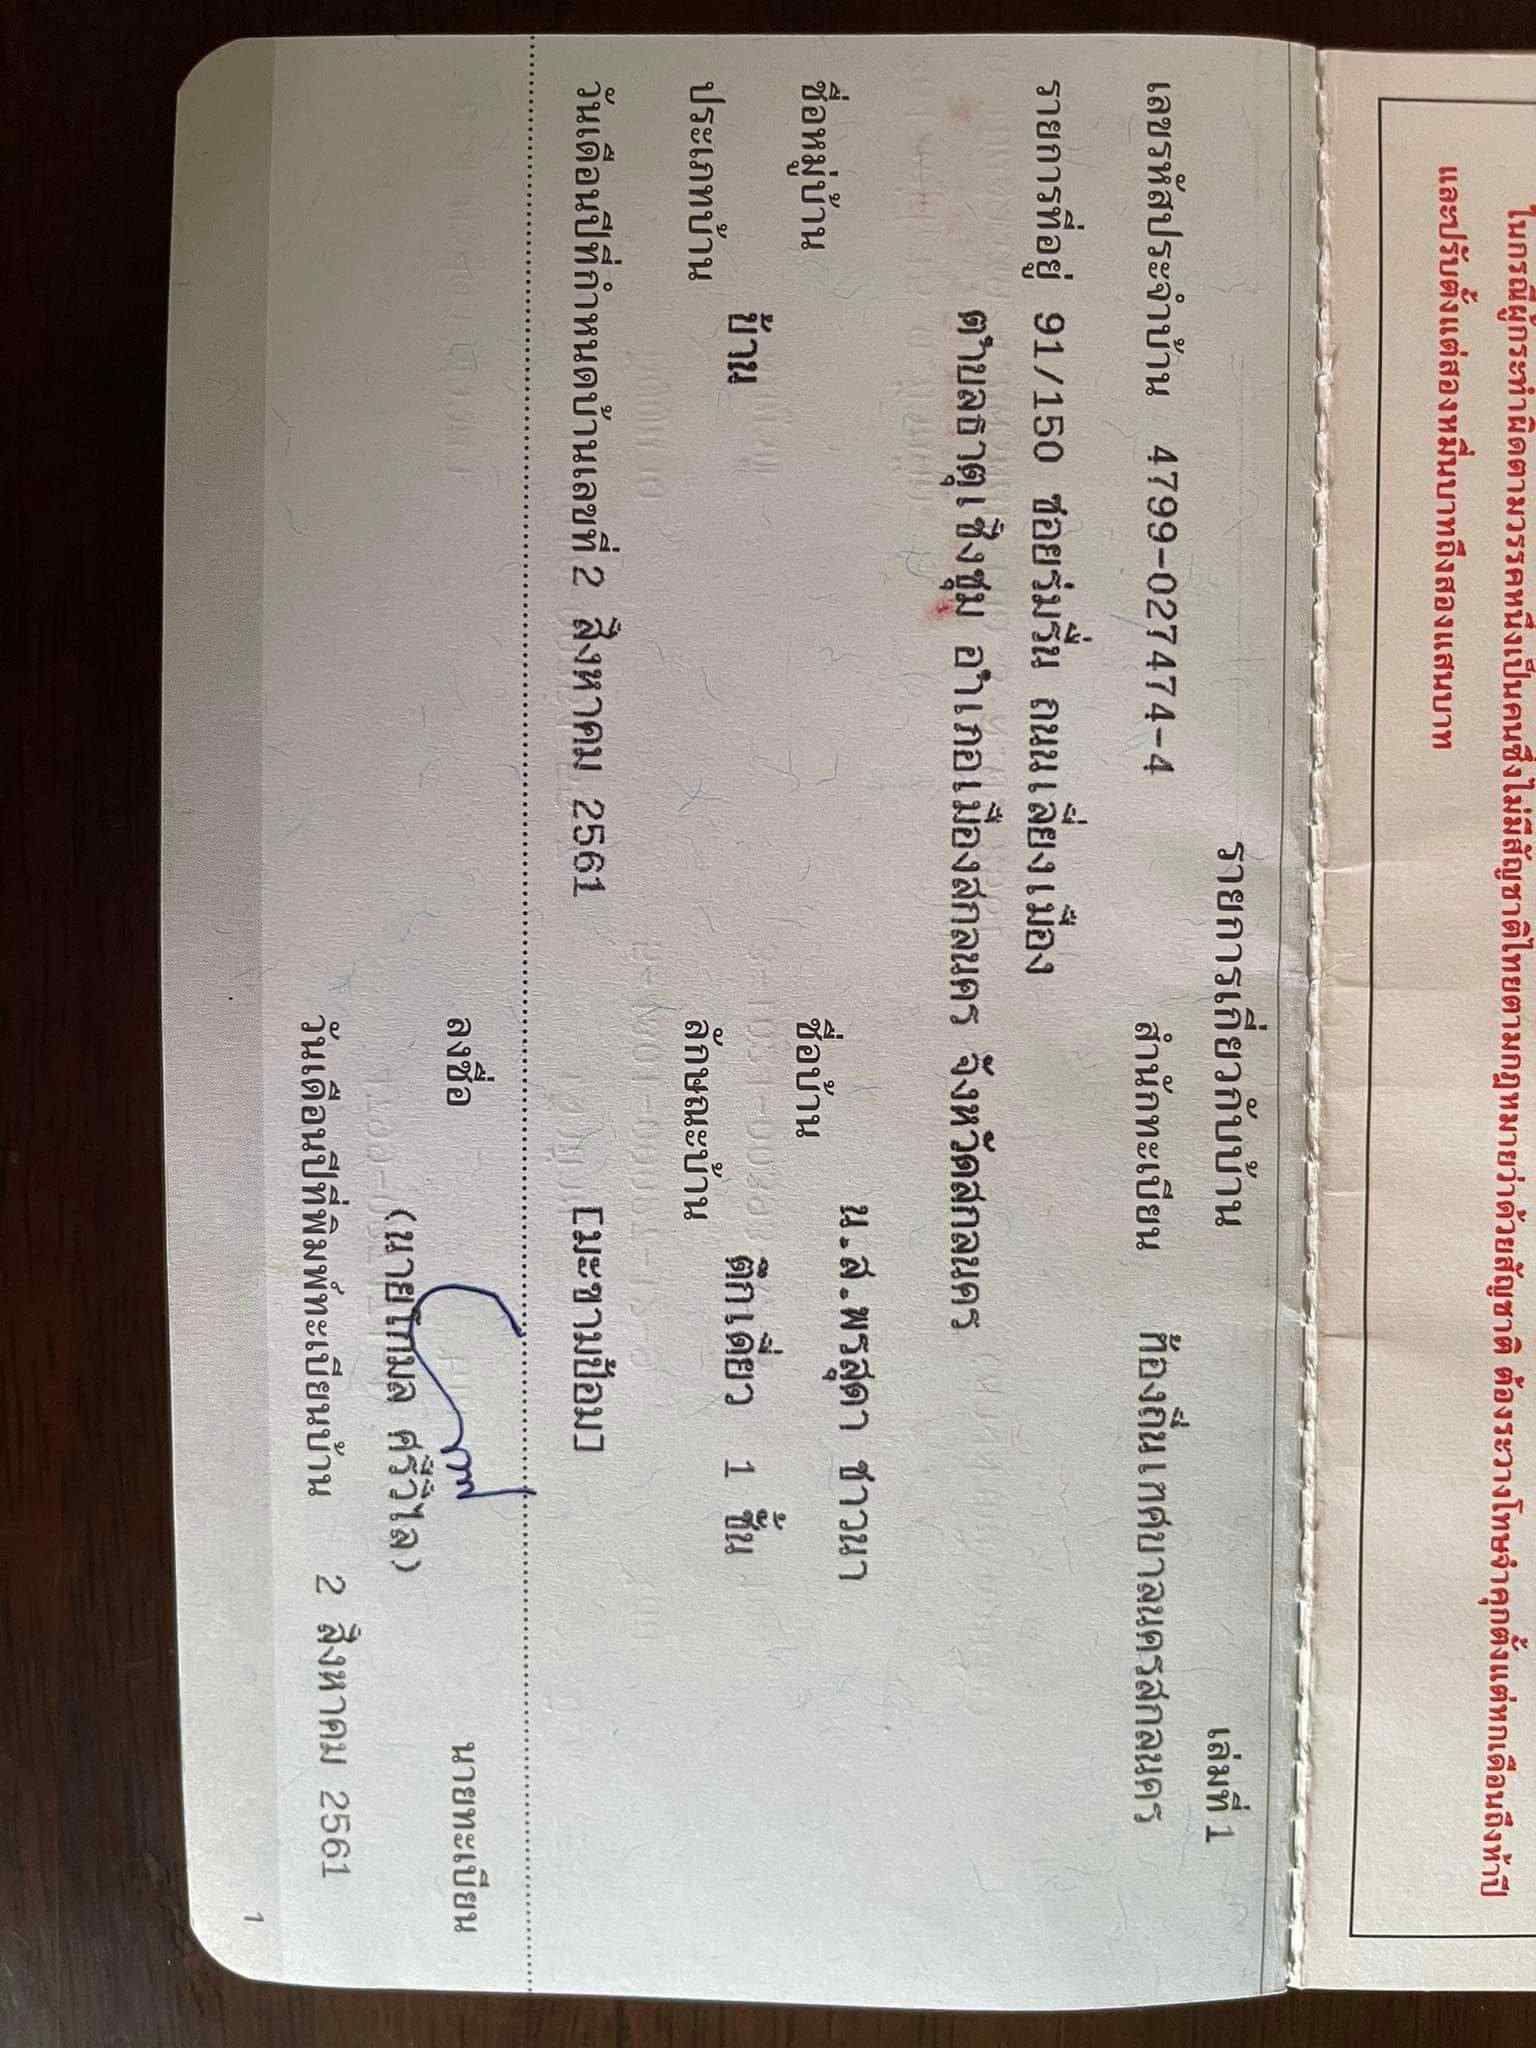 ในกรณีผู้กระทำผิดตามวรรคหนึ่งเป็นคนซึ่งไม่มีสัญชาติไทยตามกฎหมายว่าด้วยสัญชาติ ต้องระวางโทษจำคุกตั้งแต่หกเดือนถึงห้าปี
และปรับตั้งแต่สองหมื่นบาทถึงสองแสนบาท
รายการเกี่ยวกับบ้าน เล่มที่ 1
เลขรหัสประจำบ้าน 4799-027474-4 สำนักทะเบียน ท้องถิ่นเทศบาลนครสกลนคร
รายการที่อยู่ 91/150 ซอยร่มรื่น ถนนเลี่ยงเมือง
ตำบลธาตุเชิงชุม อำเภอเมืองสกลนคร จังหวัดสกลนคร
น.ส.พรสุดา ชาวนา
ชื่อหมู่บ้าน ชื่อบ้าน
บ้าน ตึกเดี่ยว 1 ชั้น
ประเภทบ้าน ลักษณะบ้าน
วันเดือนปีที่กำหนดบ้านเลขที่ 2 สิงหาคม 2561 [มะขามป้อม]
ลงชื่อ นายทะเบียน
(นายโกมล ศรีวิไล)
วันเดือนปีที่พิมพ์ทะเบียนบ้าน 2 สิงหาคม 2561
1